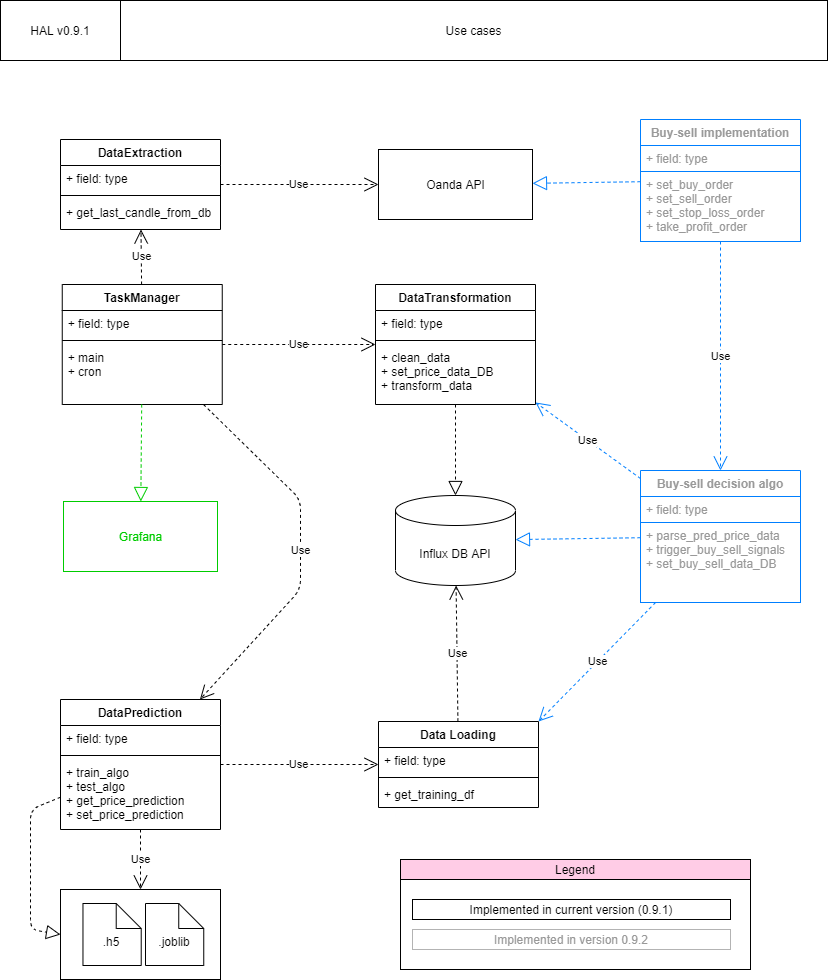 HAL v0.9.1
Use cases
DataExtraction
+ field: type
+ get_last_candle_from_db
Use
Oanda API
Buy-sell implementation
+ field: type
+ set_buy_order
+ set_sell_order
+ set_stop_loss_order
+ take_profit_order
Use
TaskManager
+ field: type
+ main
+ cron
Use
DataTransformation
+ field: type
+ clean_data
+ set_price_data_DB
+ transform_data
Use
Use
Buy-sell decision algo
+ field: type
+ parse_pred_price_data
+ trigger_buy_sell_signals
+ set_buy_sell_data_DB
Grafana
Use
Influx DB API
Use
Use
DataPrediction
+ field: type
+ train_algo
+ test_algo
+ get_price_prediction
+ set_price_prediction
Use
Data Loading
+ field: type
+ get_training_df
Use
.h5
.joblib
Legend
Implemented in current version (0.9.1)
Implemented in version 0.9.2